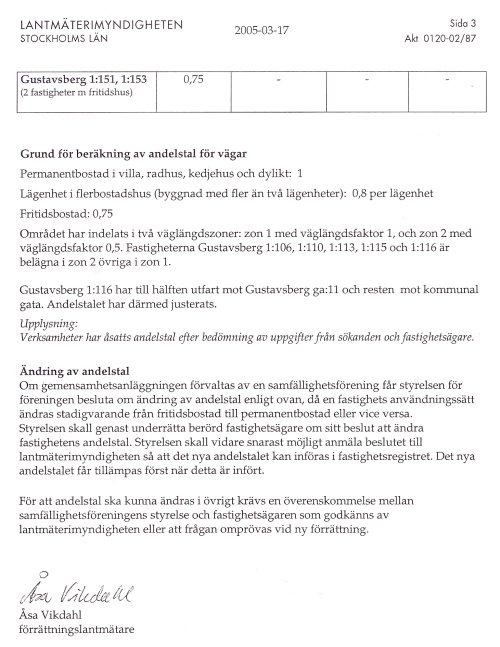 LANTMÄTERIMYNDIGHETEN
STOCKHOLMS LÄN
2005-03-17
Sida 3
Akt 0120-02/87
Gustavsberg 1:151, 1:153 0,75 - - -
(2 fastigheter m fritidshus)
Grund för beräkning av andelstal för vägar
Permanentbostad i villa, radhus, kedjehus och dylikt: 1
Lägenhet i flerbostadshus (byggnad med fler än två lägenheter): 0,8 per lägenhet
Fritidsbostad: 0,75
Området har indelats i två väglängdszoner: zon 1 med väglängdsfaktor 1, och zon 2 med
väglängdsfaktor 0,5. Fastigheterna Gustavsberg 1:106, 1:110, 1:113, 1:115 och 1:116 är
belägna i zon 2 övriga i zon 1.
Gustavsberg 1:116 har till hälften utfart mot Gustavsberg ga:11 och resten mot kommunal
gata. Andelstalet har därmed justerats.
Upplysning:
Verksamheter har åsatts andelstal efter bedömning av uppgifter från sökanden och fastighetsägare.
Ändring av andelstal
Om gemensamhetsanläggningen förvaltas av en samfällighetsförening får styrelsen för
föreningen besluta om ändring av andelstal enligt ovan, då en fastighets användningssätt
ändras stadigvarande från fritidsbostad till permanentbostad eller vice versa.
Styrelsen skall genast underrätta berörd fastighetsägare om sitt beslut att ändra
fastighetens andelstal. Styrelsen skall vidare snarast möjligt anmäla beslutet till
lantmäterimyndigheten så att det nya andelstalet kan införas i fastighetsregistret. Det nya
andelstalet får tillämpas först när detta är infört.
För att andelstal ska kunna ändras i övrigt krävs en överenskommelse mellan
samfällighetsföreningens styrelse och fastighetsägaren som godkänns av
lantmäterimyndigheten eller att frågan omprövas vid ny förrättning.
Åsa Vikdahl
Åsa Vikdahl
förrättningslantmätare